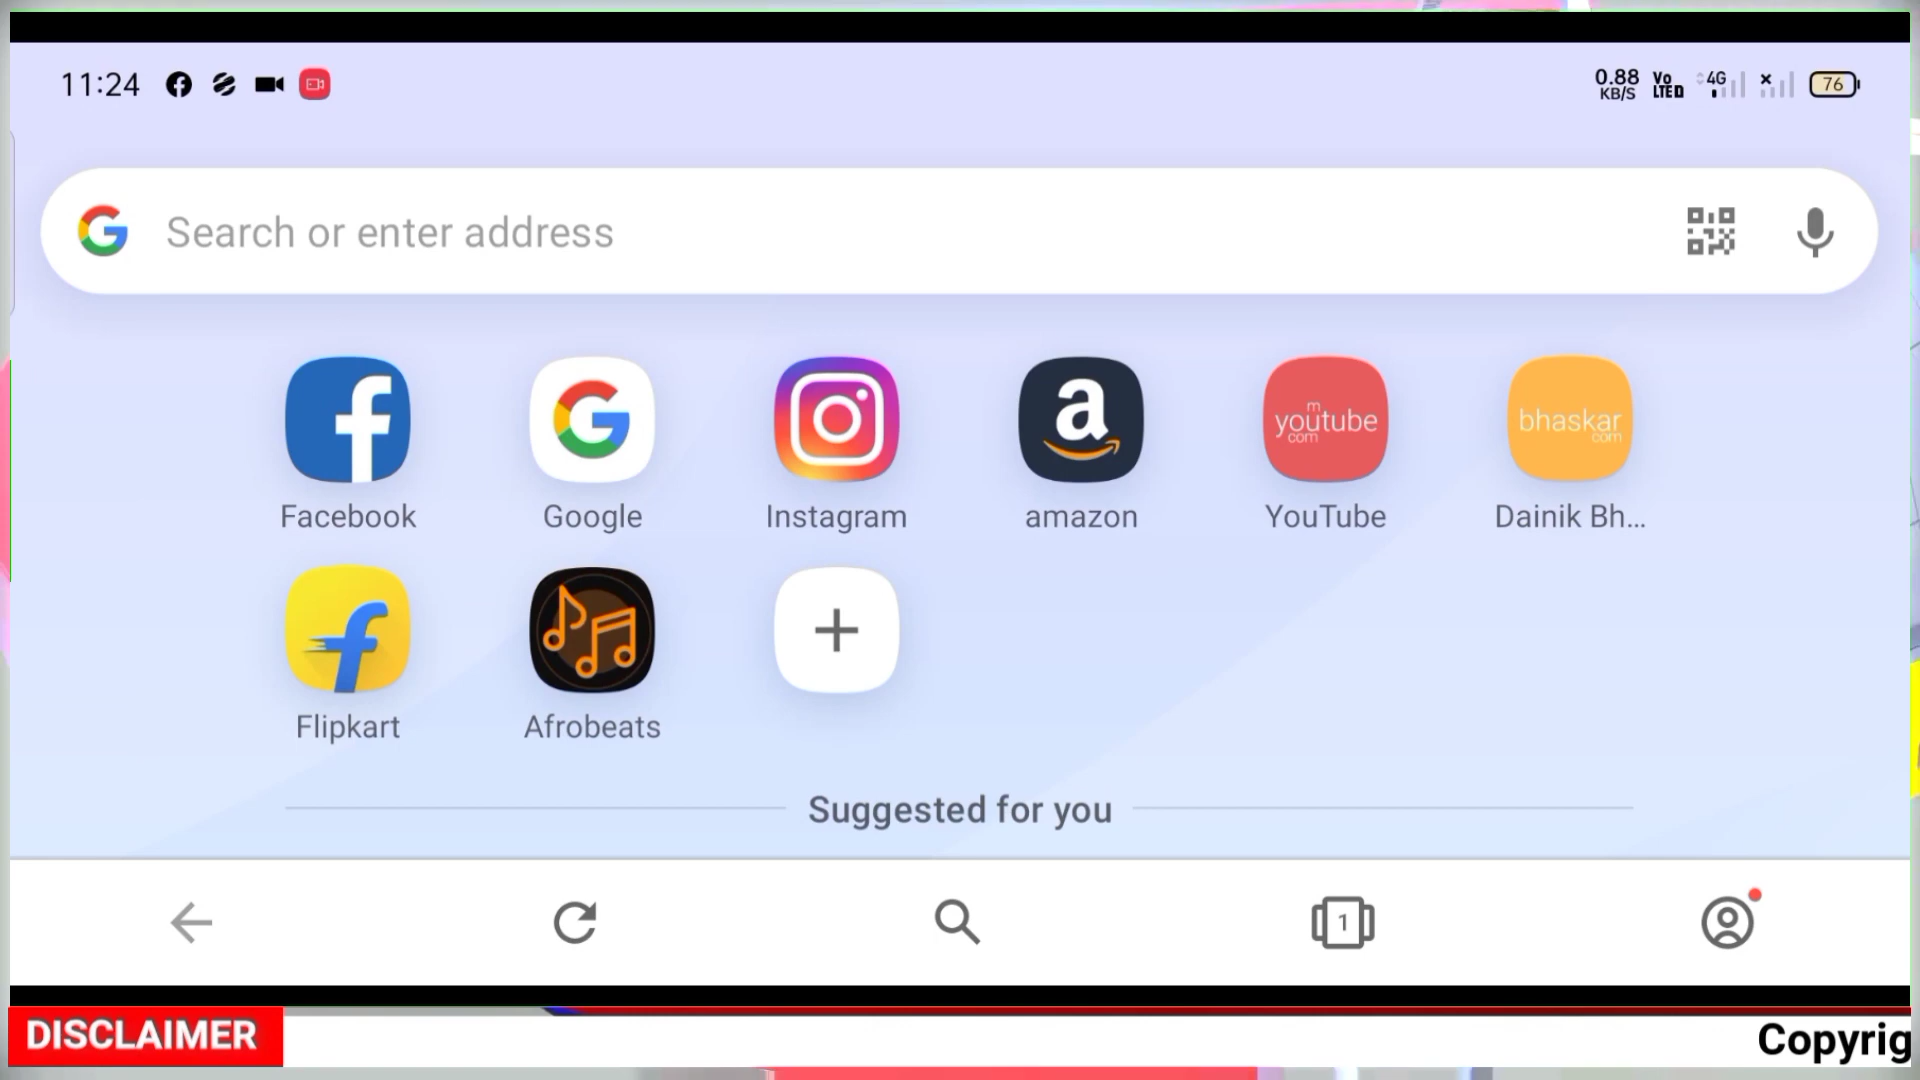 11:24
0.88 KB/S
Vo LTE
4G
76
Search or enter address
m youtube com
bhaskar com
Facebook
Google
Instagram
amazon
YouTube
Dainik Bh...
Flipkart
Afrobeats
Suggested for you
1
DISCLAIMER
Copyrig